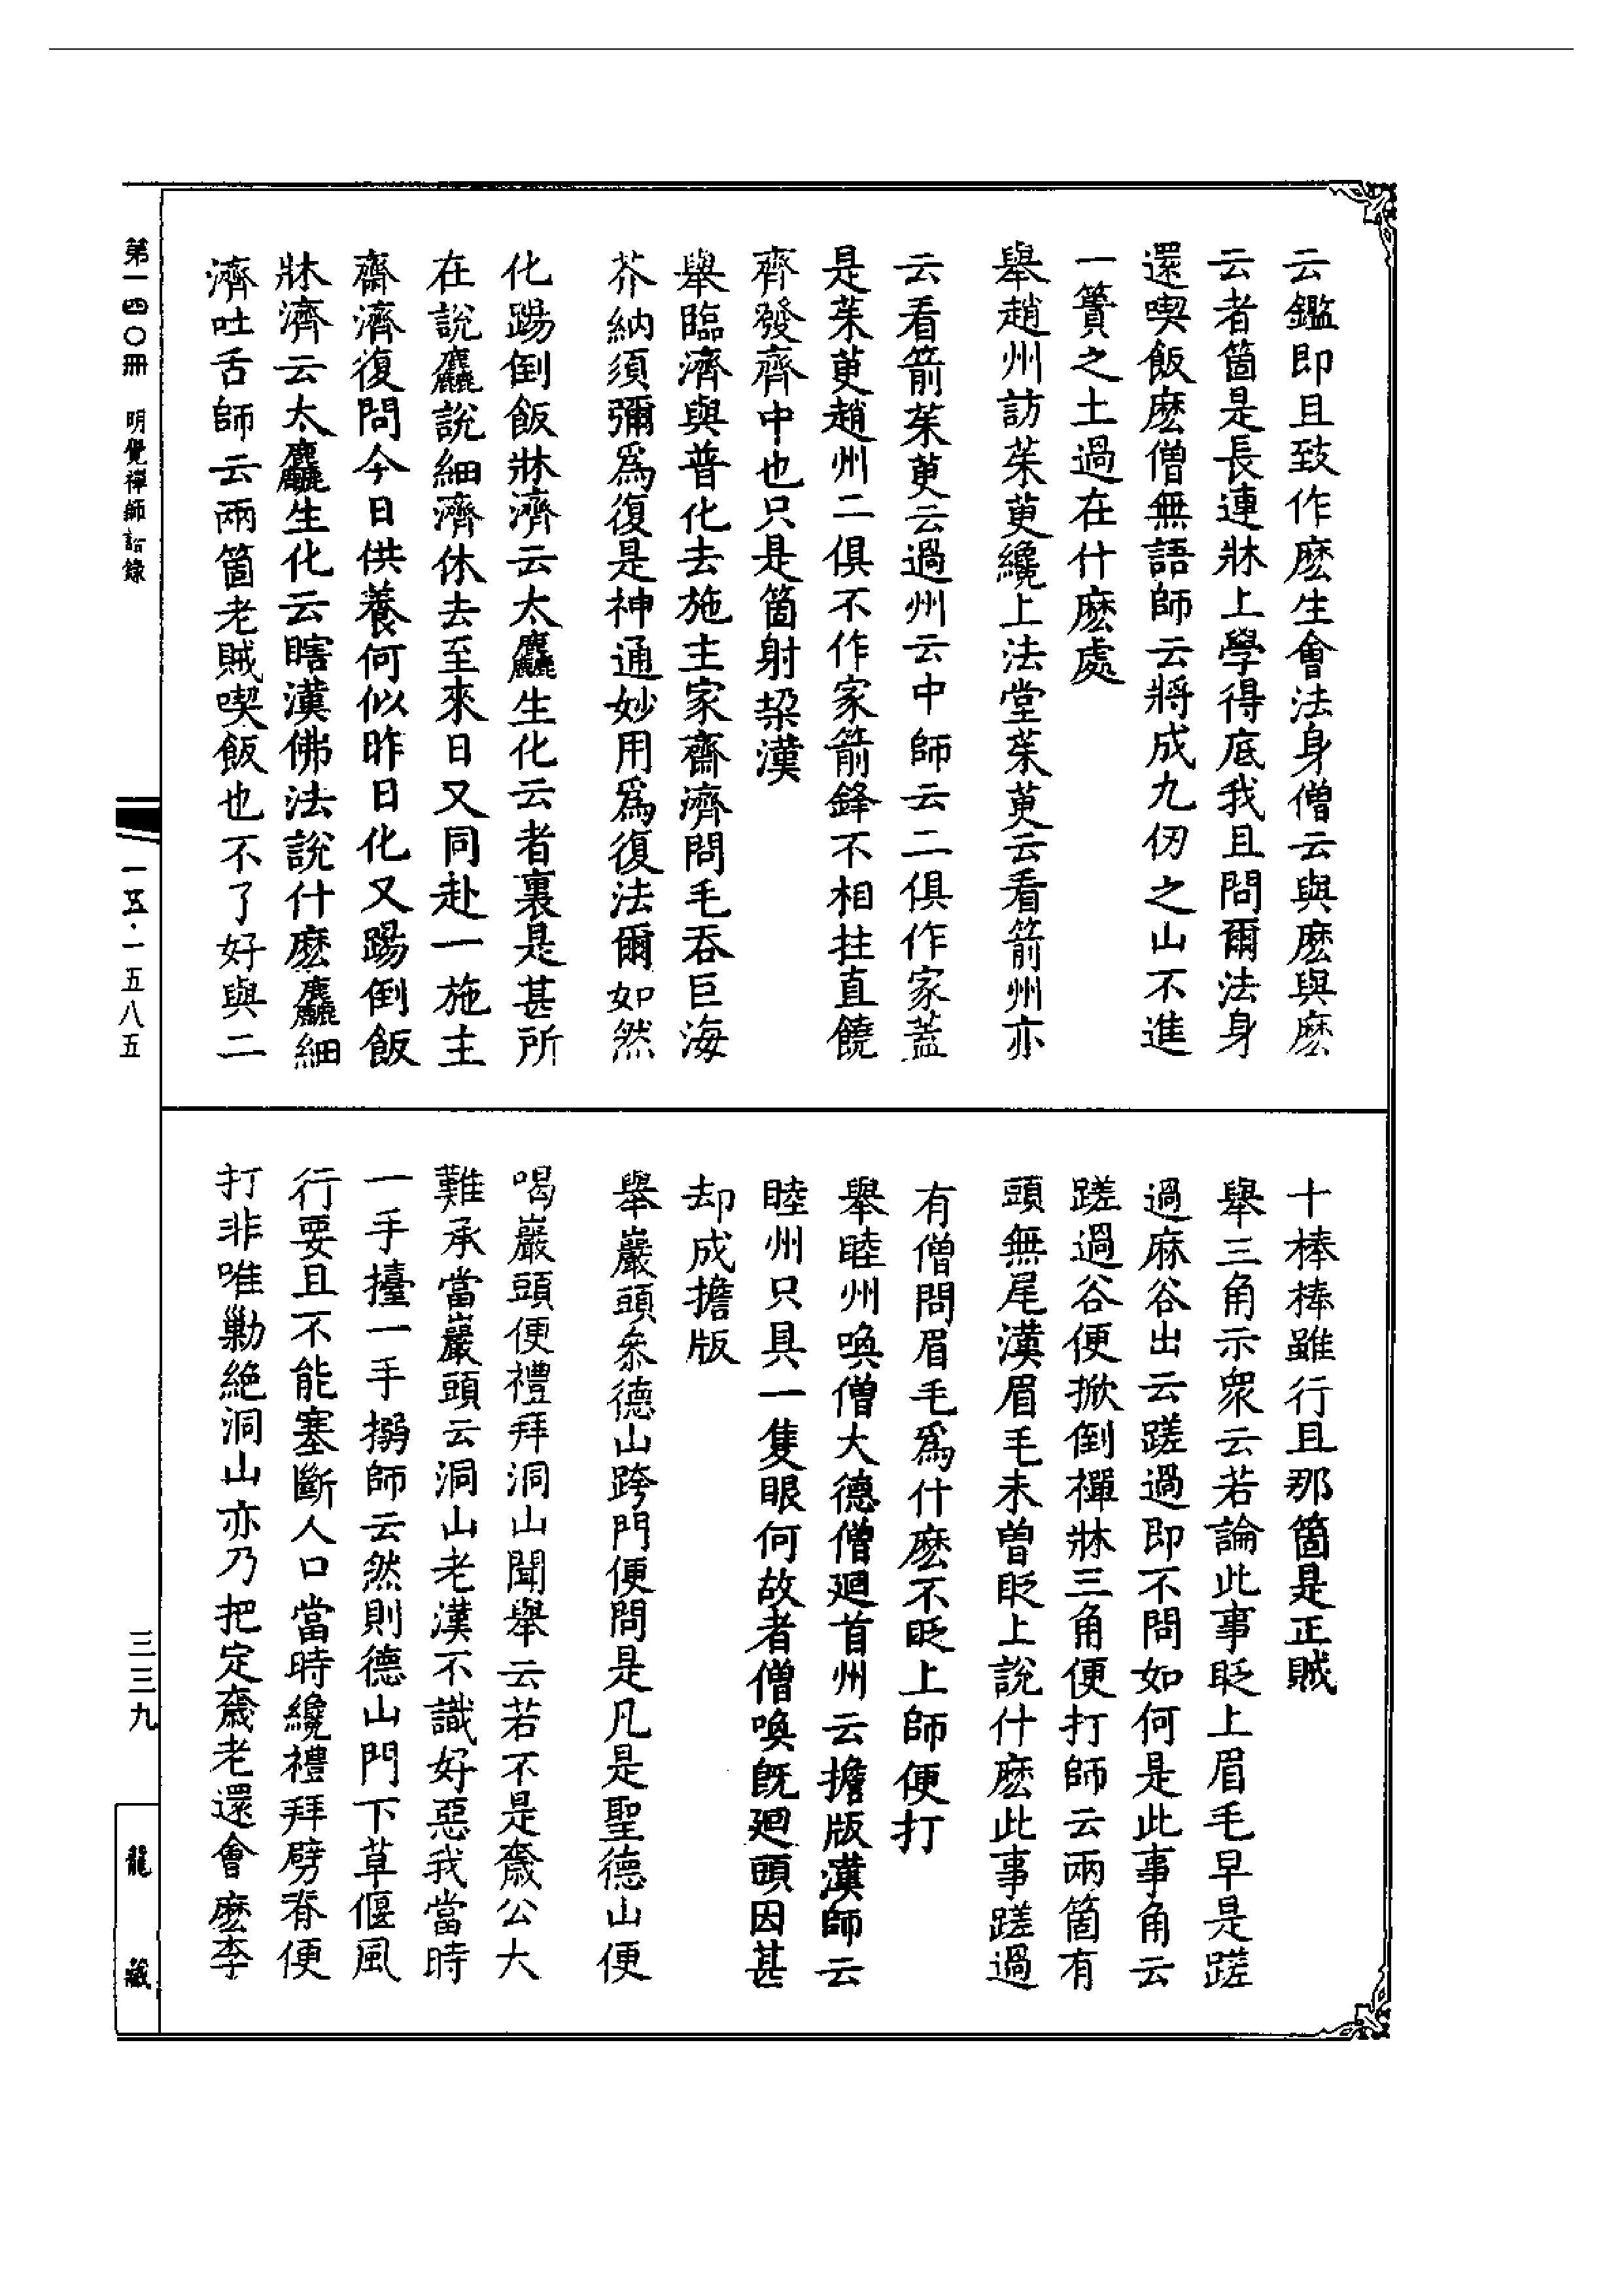 云鑑即且致作麽生會法身僧云與麽與麽
云者箇是長連牀上學得底我且問爾法身
還喫飯麽僧無語師云將成九仞之山不進
一簣之土過在什麽處
舉趙州訪茱萸纔上法堂茱萸云看箭州亦
云看箭茱萸云過州云中師云二俱作家蓋
是茱萸趙州二俱不作家箭鋒不相拄直饒
齊發齊中也只是箇射垜漢
舉臨濟與普化去施主家齋濟問毛吞巨海
芥納須彌爲復是神通妙用爲復法爾如然
化踢倒飯牀濟云太麤生化云者裏是甚所
在說麤說細濟休去至來日又同赴一施主
齋濟復問今日供養何似昨日化又踢倒飯
牀濟云太麤生化云瞎漢佛法說什麽麤細
濟吐舌師云兩箇老賊喫飯也不了好與二
十棒棒雖行且那箇是正賊
舉三角示衆云若論此事眨上眉毛早是蹉
過麻谷出云蹉過即不問如何是此事角云
蹉過谷便掀倒禪牀三角便打師云兩箇有
頭無尾漢眉毛未曾眨上說什麽此事蹉過
有僧問眉毛爲什麽不眨上師便打
舉睦州喚僧大德僧廻首州云擔版漢師云
睦州只具一隻眼何故者僧喚旣廻頭因甚
却成擔版
舉巖頭叅德山跨門便問是凡是聖德山便
喝巖頭便禮拜洞山聞舉云若不是奯公大
難承當巖頭云洞山老漢不識好惡我當時
一手擡一手搦師云然則德山門下草偃風
行要且不能塞斷人口當時纔禮拜劈脊便
打非唯勦絕洞山亦乃把定奯老還會麽李
第一四〇冊 明覺禪師語錄
一五·一五八五
三三九
龍藏